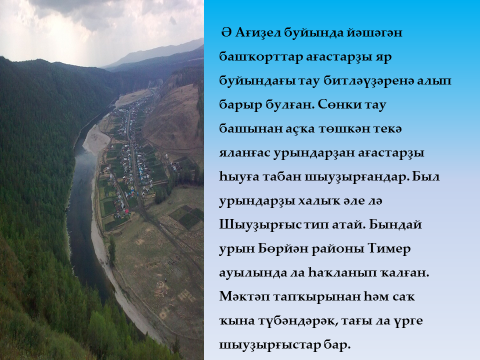 Ә Ағиҙел буйында йәшәгән
башҡорттар ағастарҙы яр
буйындағы тау битләүҙәренә алып
барыр булған. Сөнки тау
башынан аҫҡа төшкән текә
яланғас урындарҙан ағастарҙы
һыуға табан шыуҙырғандар. Был
урындарҙы халыҡ әле лә
Шыуҙырғыс тип атай. Бындай
урын Бөрйән районы Тимер
ауылында ла һаҡланып ҡалған.
Мәктәп тапҡырынан һәм саҡ
ҡына түбәндәрәк, тағы ла үрге
шыуҙырғыстар бар.